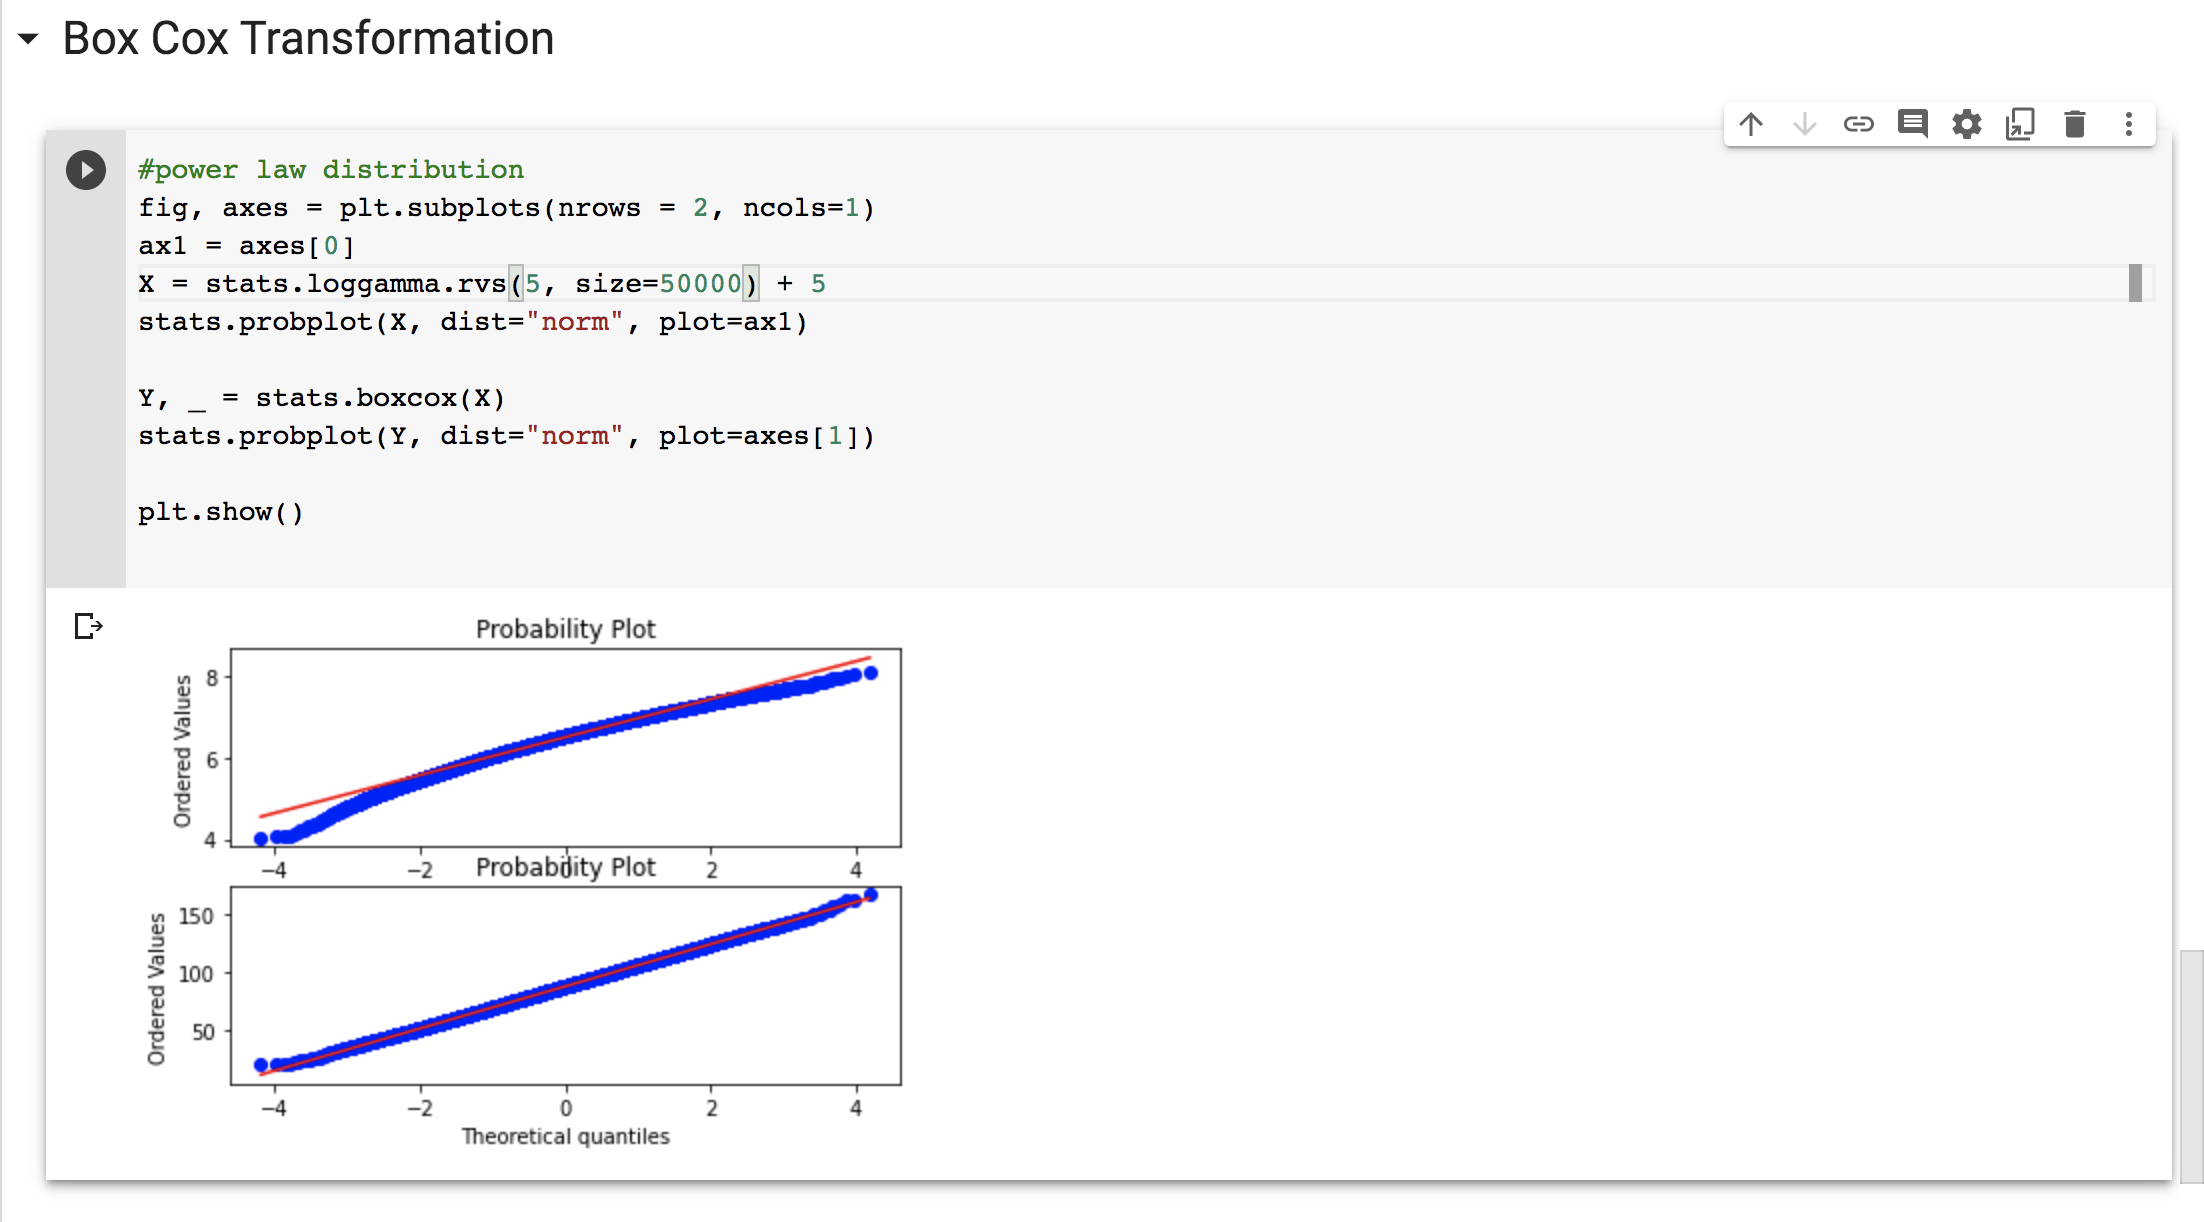 Box Cox Transformation
#power law distribution
fig, axes = plt.subplots(nrows = 2, ncols=1)
ax1 = axes[0]
X = stats.loggamma.rvs(5, size=50000) + 5
stats.probplot(X, dist="norm", plot=ax1)
Y, _ = stats.boxcox(X)
stats.probplot(Y, dist="norm", plot=axes[1])
plt.show()
Probability Plot
Ordered Values
8
6
4
−4 −2 0 2 4
Probability Plot
Ordered Values
150
100
50
−4 −2 0 2 4
Theoretical quantiles